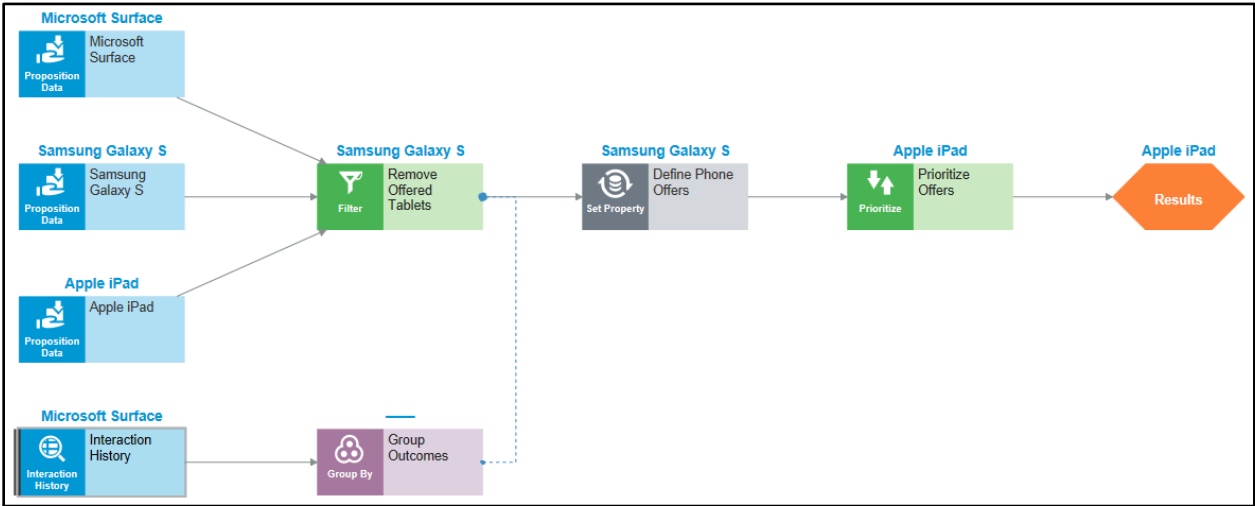 Microsoft Surface
Microsoft
Surface
Proposition
Data
Samsung Galaxy S
Samsung
Galaxy S
Proposition
Data
Samsung Galaxy S
Remove
Offered
Tablets
Filter
Samsung Galaxy S
Define Phone
Offers
Set Property
Apple iPad
Prioritize
Offers
Prioritize
Apple iPad
Results
Apple iPad
Apple iPad
Proposition
Data
Microsoft Surface
Interaction
History
Interaction
History
Group
Outcomes
Group By